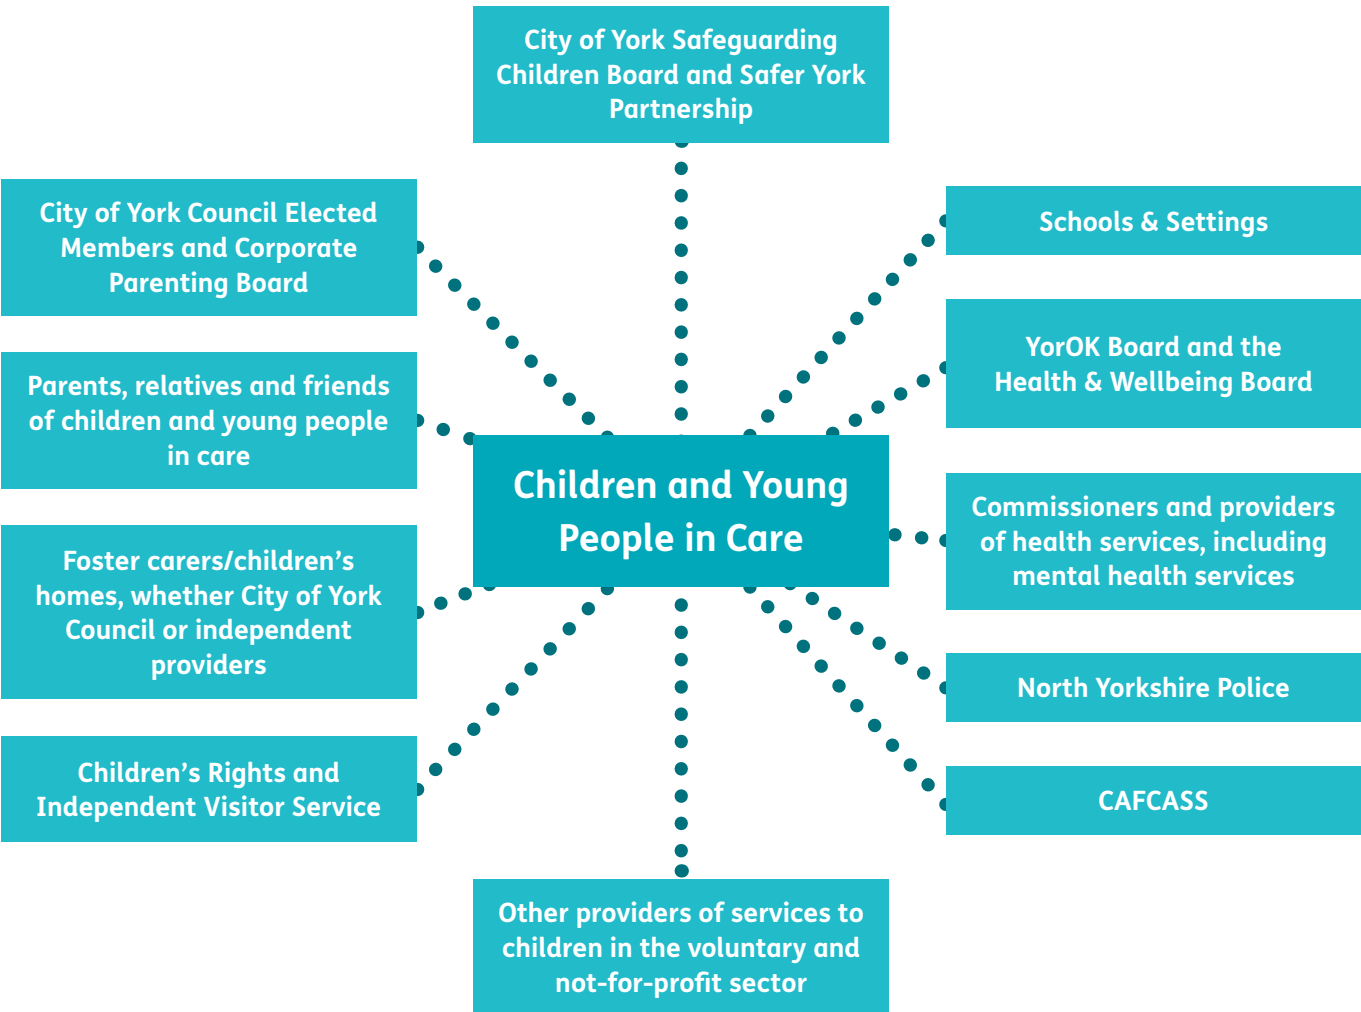 City of York Safeguarding
Children Board and Safer York
Partnership
City of York Council Elected
Members and Corporate
Parenting Board
Schools & Settings
YorOK Board and the
Health & Wellbeing Board
Parents, relatives and friends
of children and young people
in care
Children and Young
People in Care
Commissioners and providers
of health services, including
mental health services
Foster carers/children’s
homes, whether City of York
Council or independent
providers
North Yorkshire Police
Children’s Rights and
Independent Visitor Service
CAFCASS
Other providers of services to
children in the voluntary and
not-for-profit sector